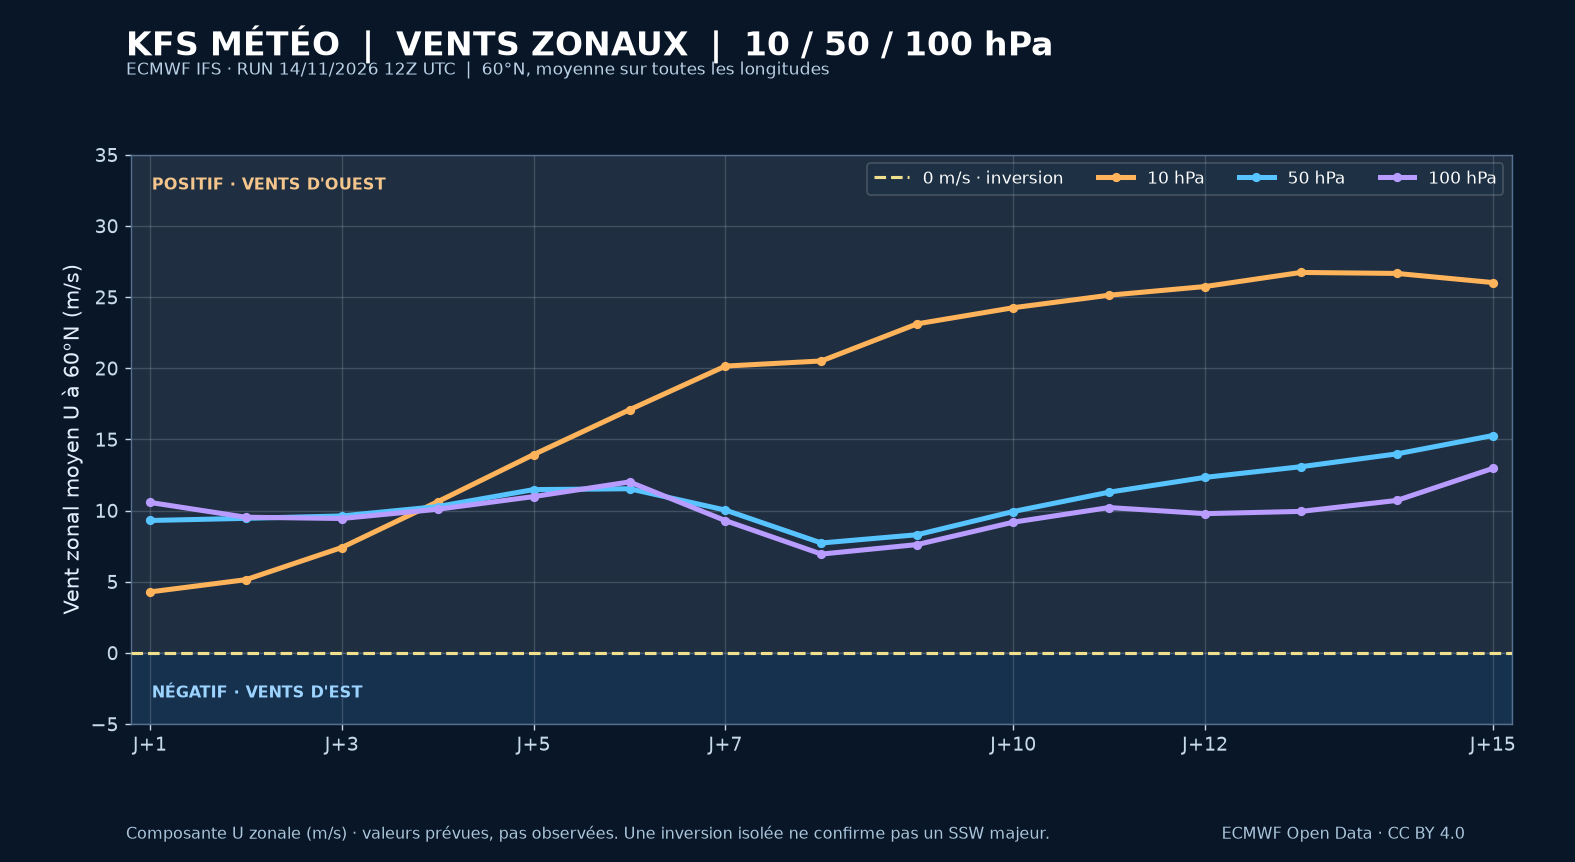 KFS MÉTÉO | VENTS ZONAUX | 10 / 50 / 100 hPa
ECMWF IFS · RUN 14/11/2026 12Z UTC | 60°N, moyenne sur toutes les longitudes
POSITIF · VENTS D'OUEST
0 m/s · inversion
10 hPa
50 hPa
100 hPa
Vent zonal moyen U à 60°N (m/s)
35
30
25
20
15
10
5
0
−5
NÉGATIF · VENTS D'EST
J+1
J+3
J+5
J+7
J+10
J+12
J+15
Composante U zonale (m/s) · valeurs prévues, pas observées. Une inversion isolée ne confirme pas un SSW majeur.
ECMWF Open Data · CC BY 4.0